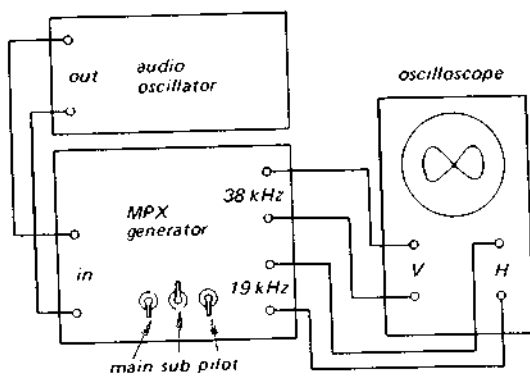 out
audio
oscillator
oscilloscope
MPX
generator
38 kHz
in
19 kHz
V
H
main sub pilot